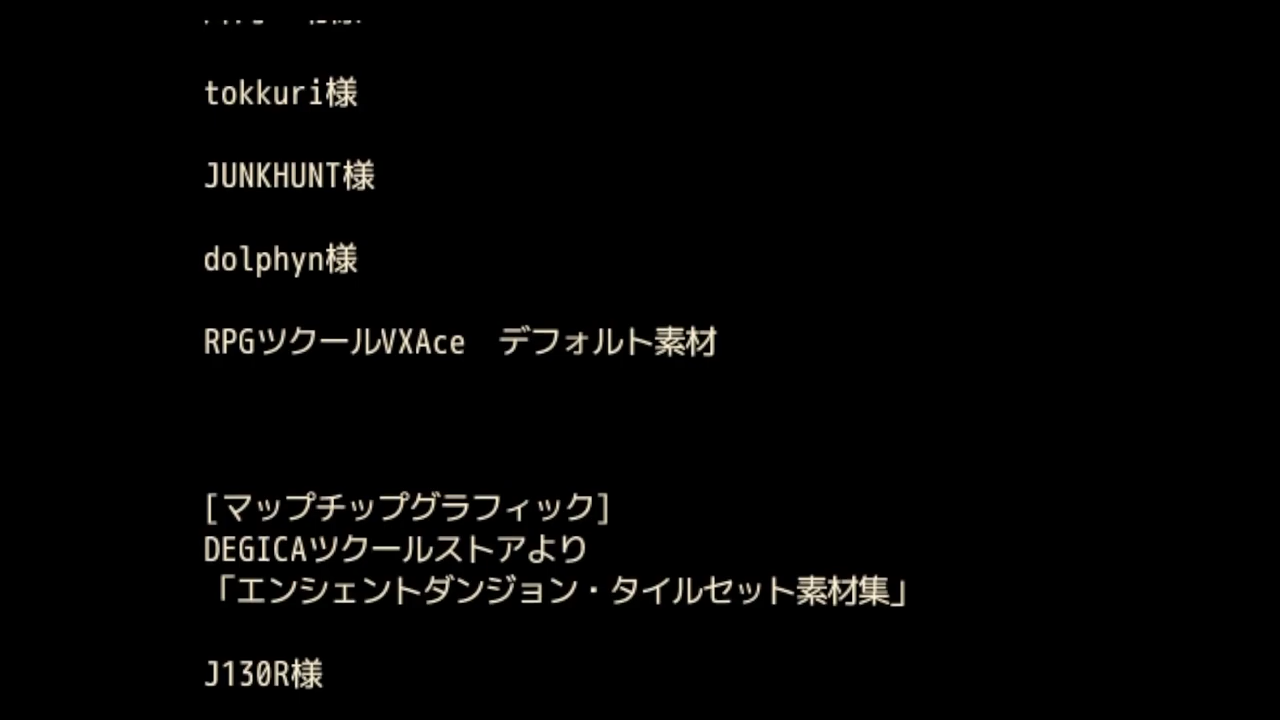 tokkuri様
JUNKHUNT様
dolphyn様
RPGツクールVXAce　デフォルト素材
[マップチップグラフィック]
DEGICAツクールストアより
「エンシェントダンジョン・タイルセット素材集」
J130R様